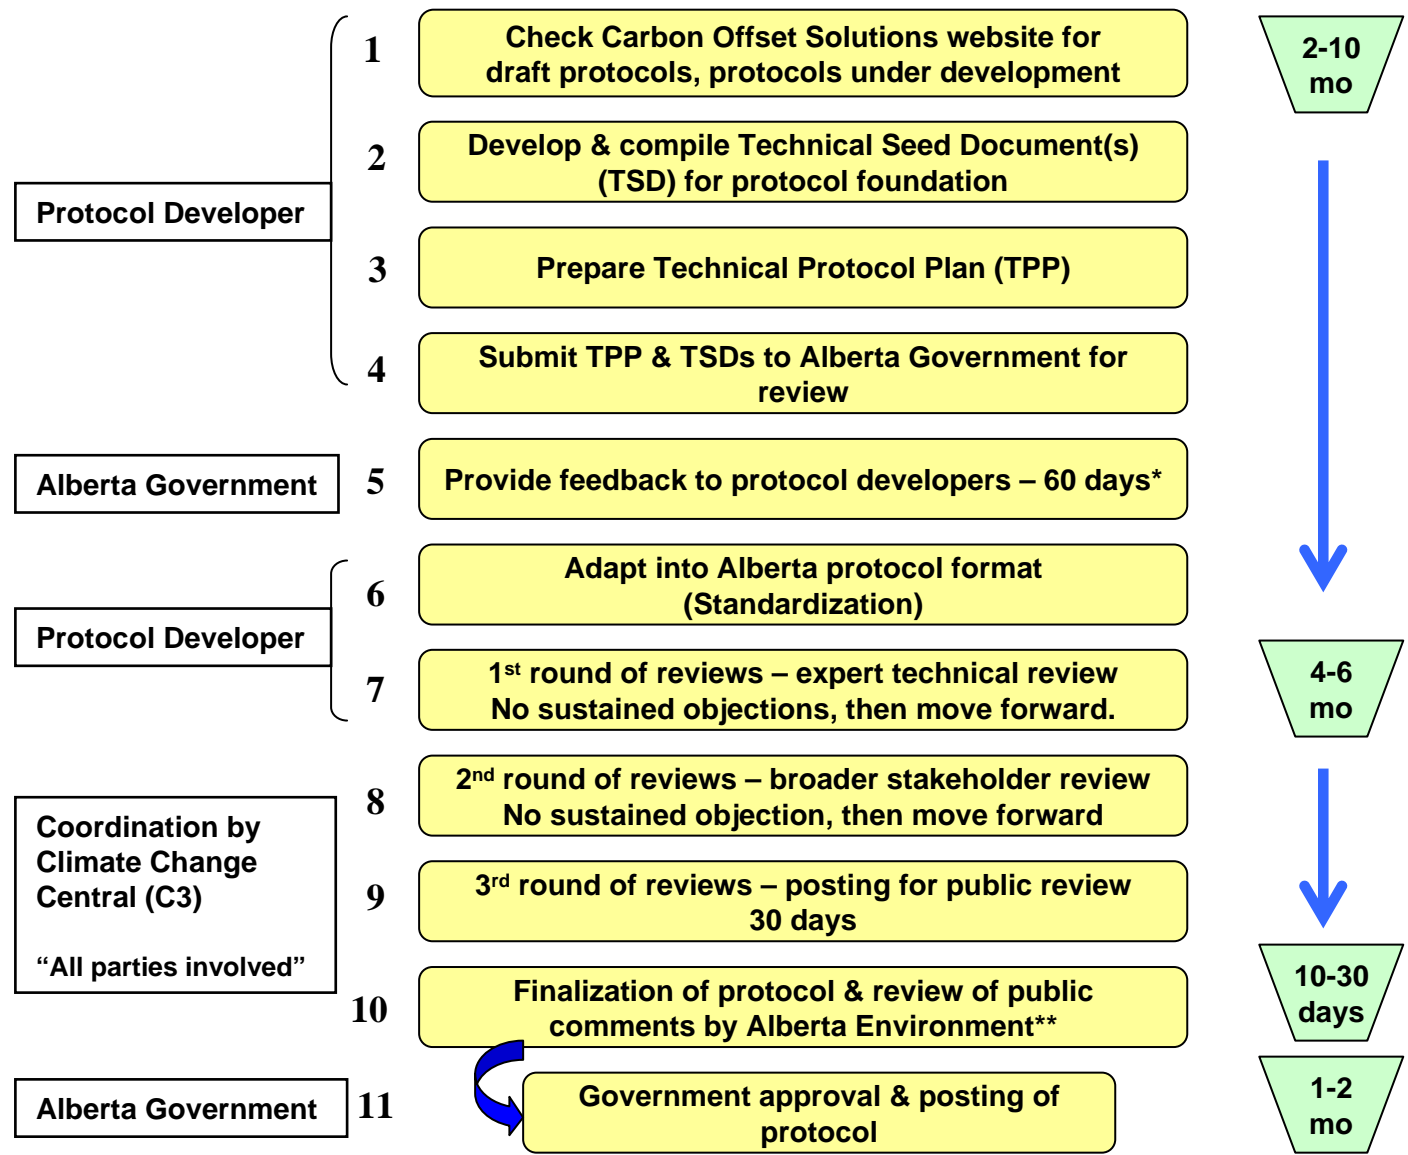 1
Check Carbon Offset Solutions website for
draft protocols, protocols under development
2-10
mo
2
Develop & compile Technical Seed Document(s)
(TSD) for protocol foundation
Protocol Developer
3
Prepare Technical Protocol Plan (TPP)
4
Submit TPP & TSDs to Alberta Government for
review
Alberta Government
5
Provide feedback to protocol developers – 60 days*
6
Adapt into Alberta protocol format
(Standardization)
Protocol Developer
7
1st round of reviews – expert technical review
No sustained objections, then move forward.
4-6
mo
8
2nd round of reviews – broader stakeholder review
No sustained objection, then move forward
Coordination by
Climate Change
Central (C3)
“All parties involved”
9
3rd round of reviews – posting for public review
30 days
10
Finalization of protocol & review of public
comments by Alberta Environment**
10-30
days
Alberta Government
11
Government approval & posting of
protocol
1-2
mo